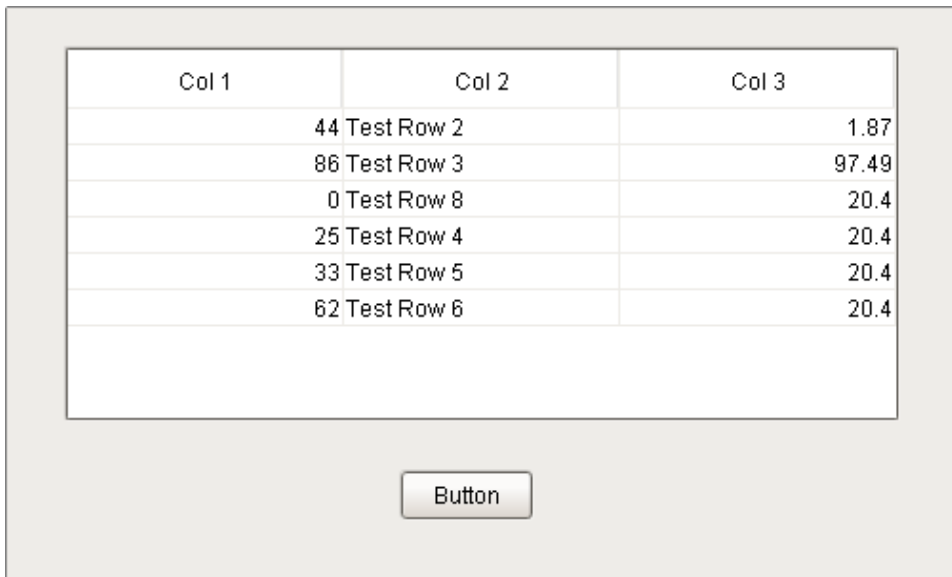 Col 1 Col 2 Col 3
44 Test Row 2 1.87
86 Test Row 3 97.49
0 Test Row 8 20.4
25 Test Row 4 20.4
33 Test Row 5 20.4
62 Test Row 6 20.4
Button